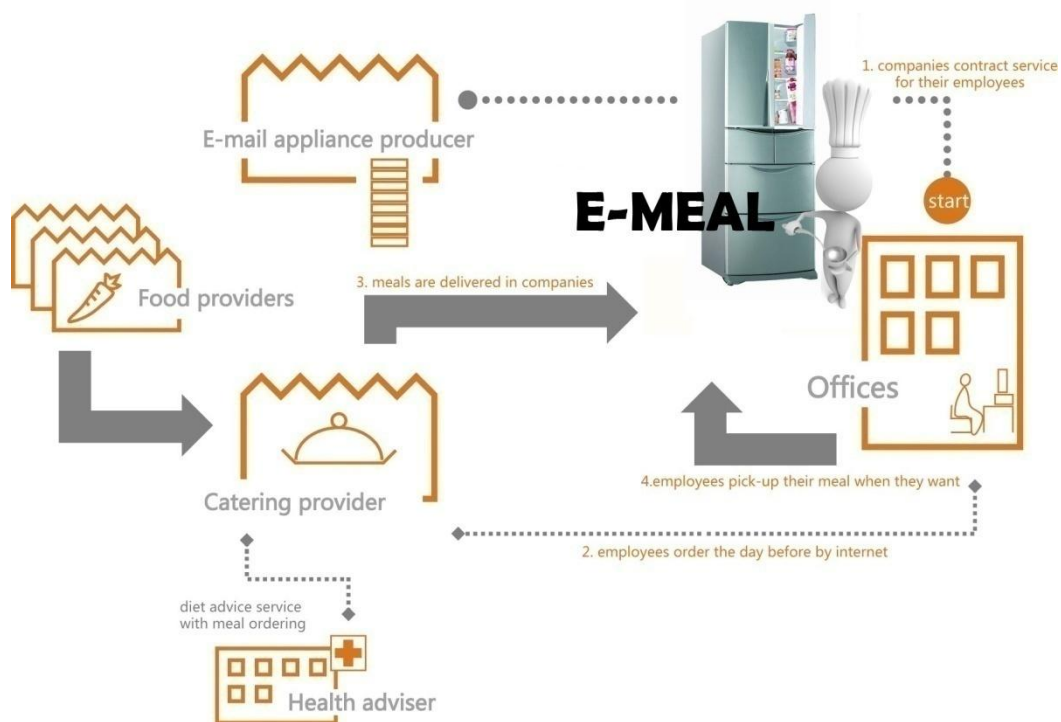 1. companies contract service
for their employees
E-mail appliance producer
start
E-MEAL
Food providers
3. meals are delivered in companies
Offices
Catering provider
4.employees pick-up their meal when they want
2. employees order the day before by internet
diet advice service
with meal ordering
Health adviser